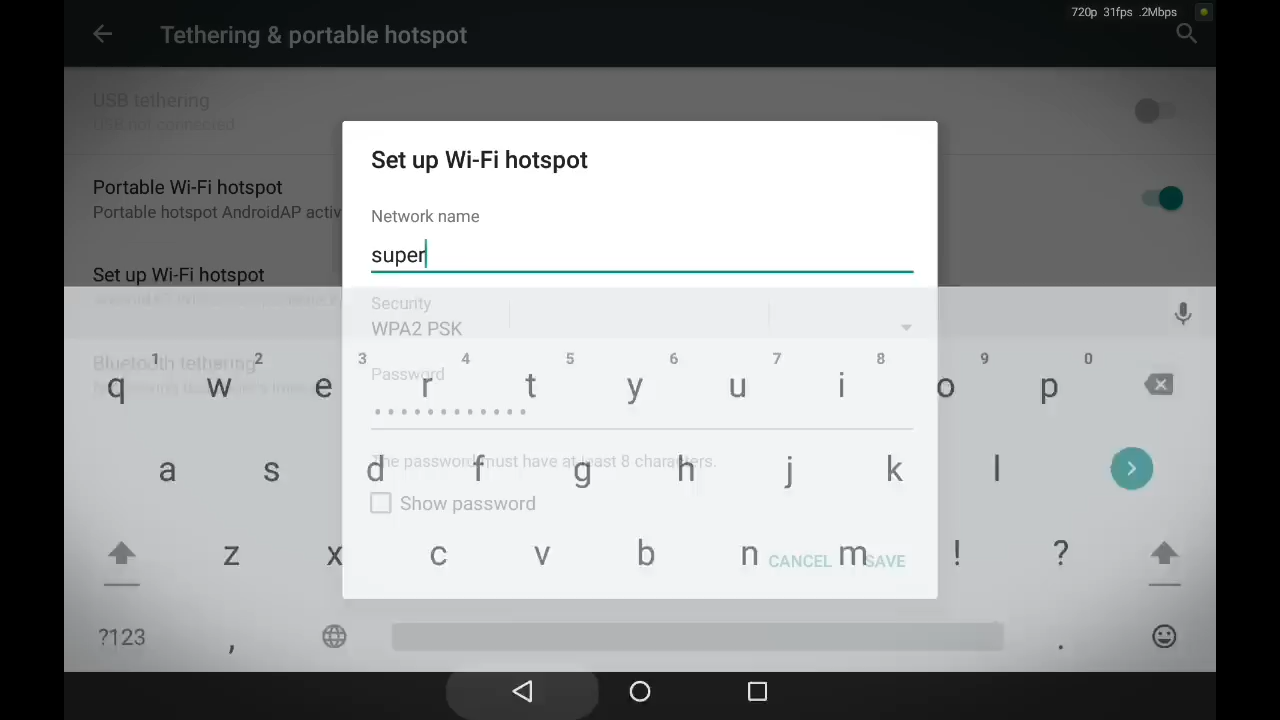 720p 31fps .2Mbps
Tethering & portable hotspot
USB tethering
USB not connected
Set up Wi-Fi hotspot
Portable Wi-Fi hotspot
Portable hotspot AndroidAP activ
Network name
super
Set up Wi-Fi hotspot
Security
WPA2 PSK
Bluetooth tethering
Password
1 2 3 4 5 6 7 8 9 0
q w e r t y u i o p
The password must have at least 8 characters.
a s d f g h j k l
Show password
z x c v b n m ! ?
CANCEL SAVE
?123 , .